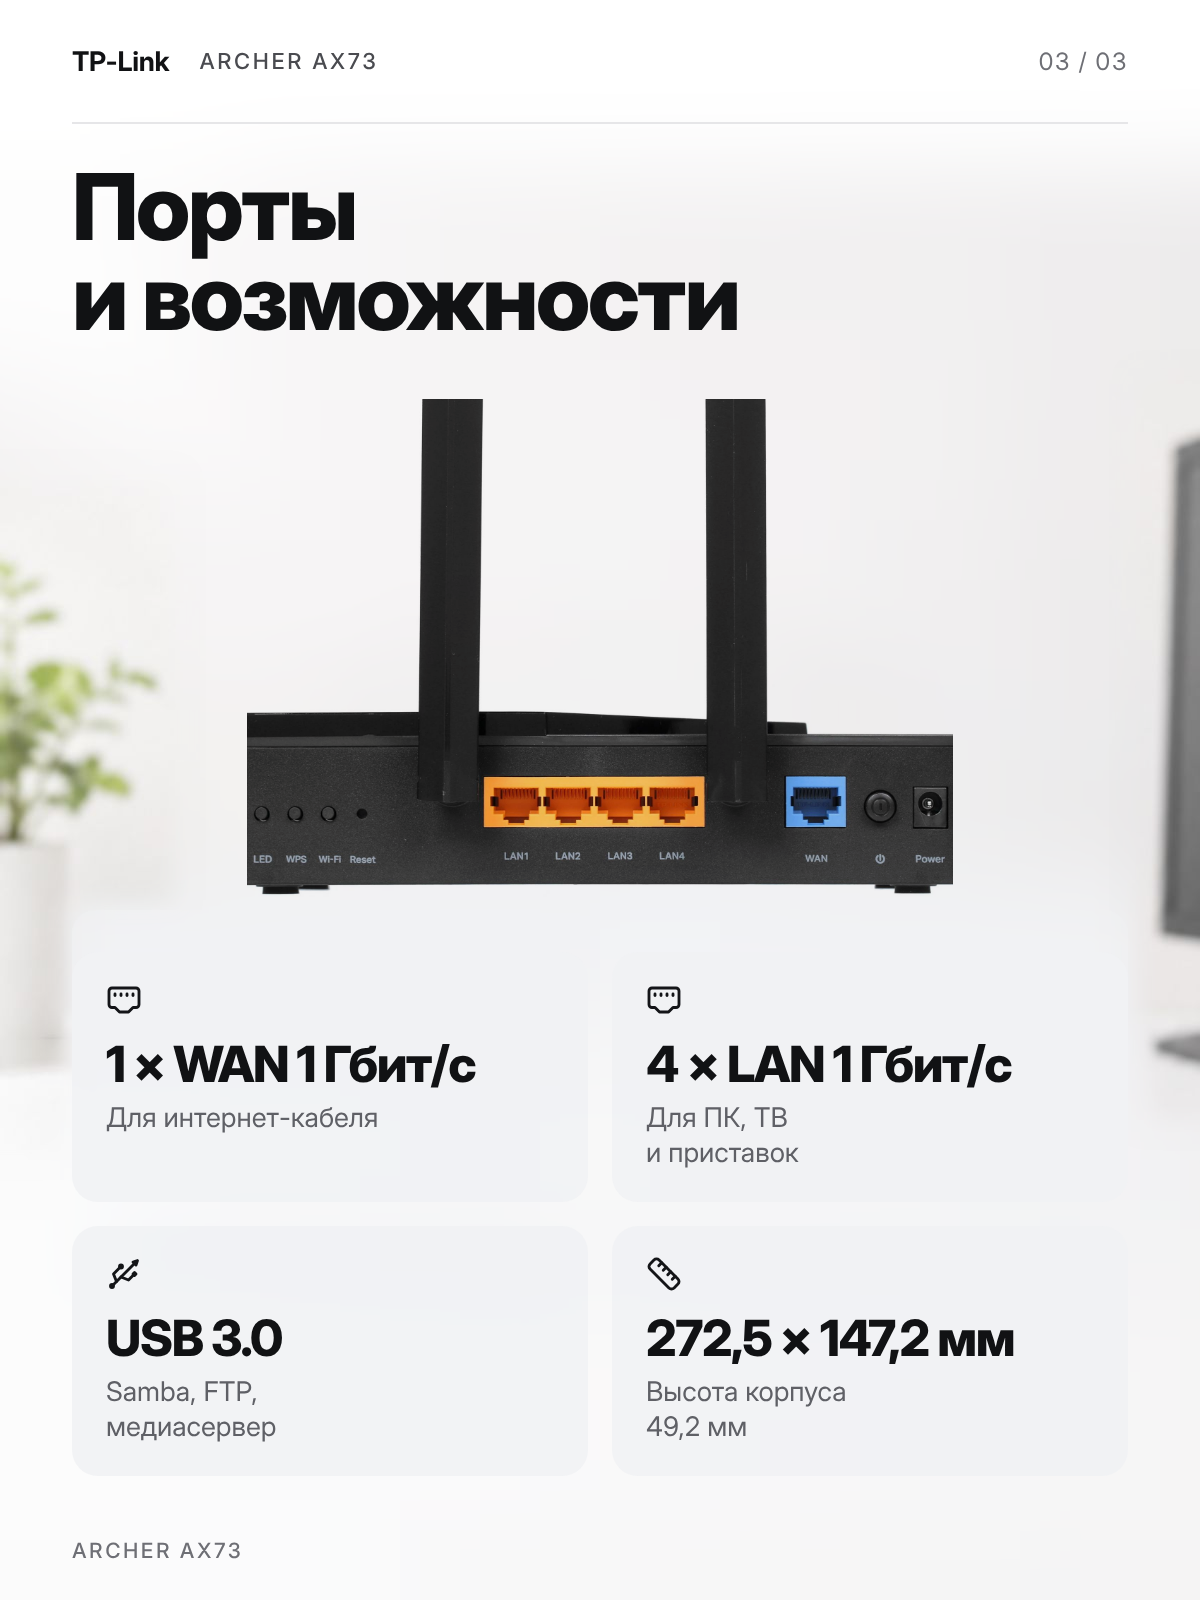 TP-Link ARCHER AX73 03 / 03
Порты
и возможности
LED WPS Wi-Fi Reset LAN1 LAN2 LAN3 LAN4 WAN Power
1 × WAN 1 Гбит/с
Для интернет-кабеля
4 × LAN 1 Гбит/с
Для ПК, ТВ
и приставок
USB 3.0
Samba, FTP,
медиасервер
272,5 × 147,2 мм
Высота корпуса
49,2 мм
ARCHER AX73